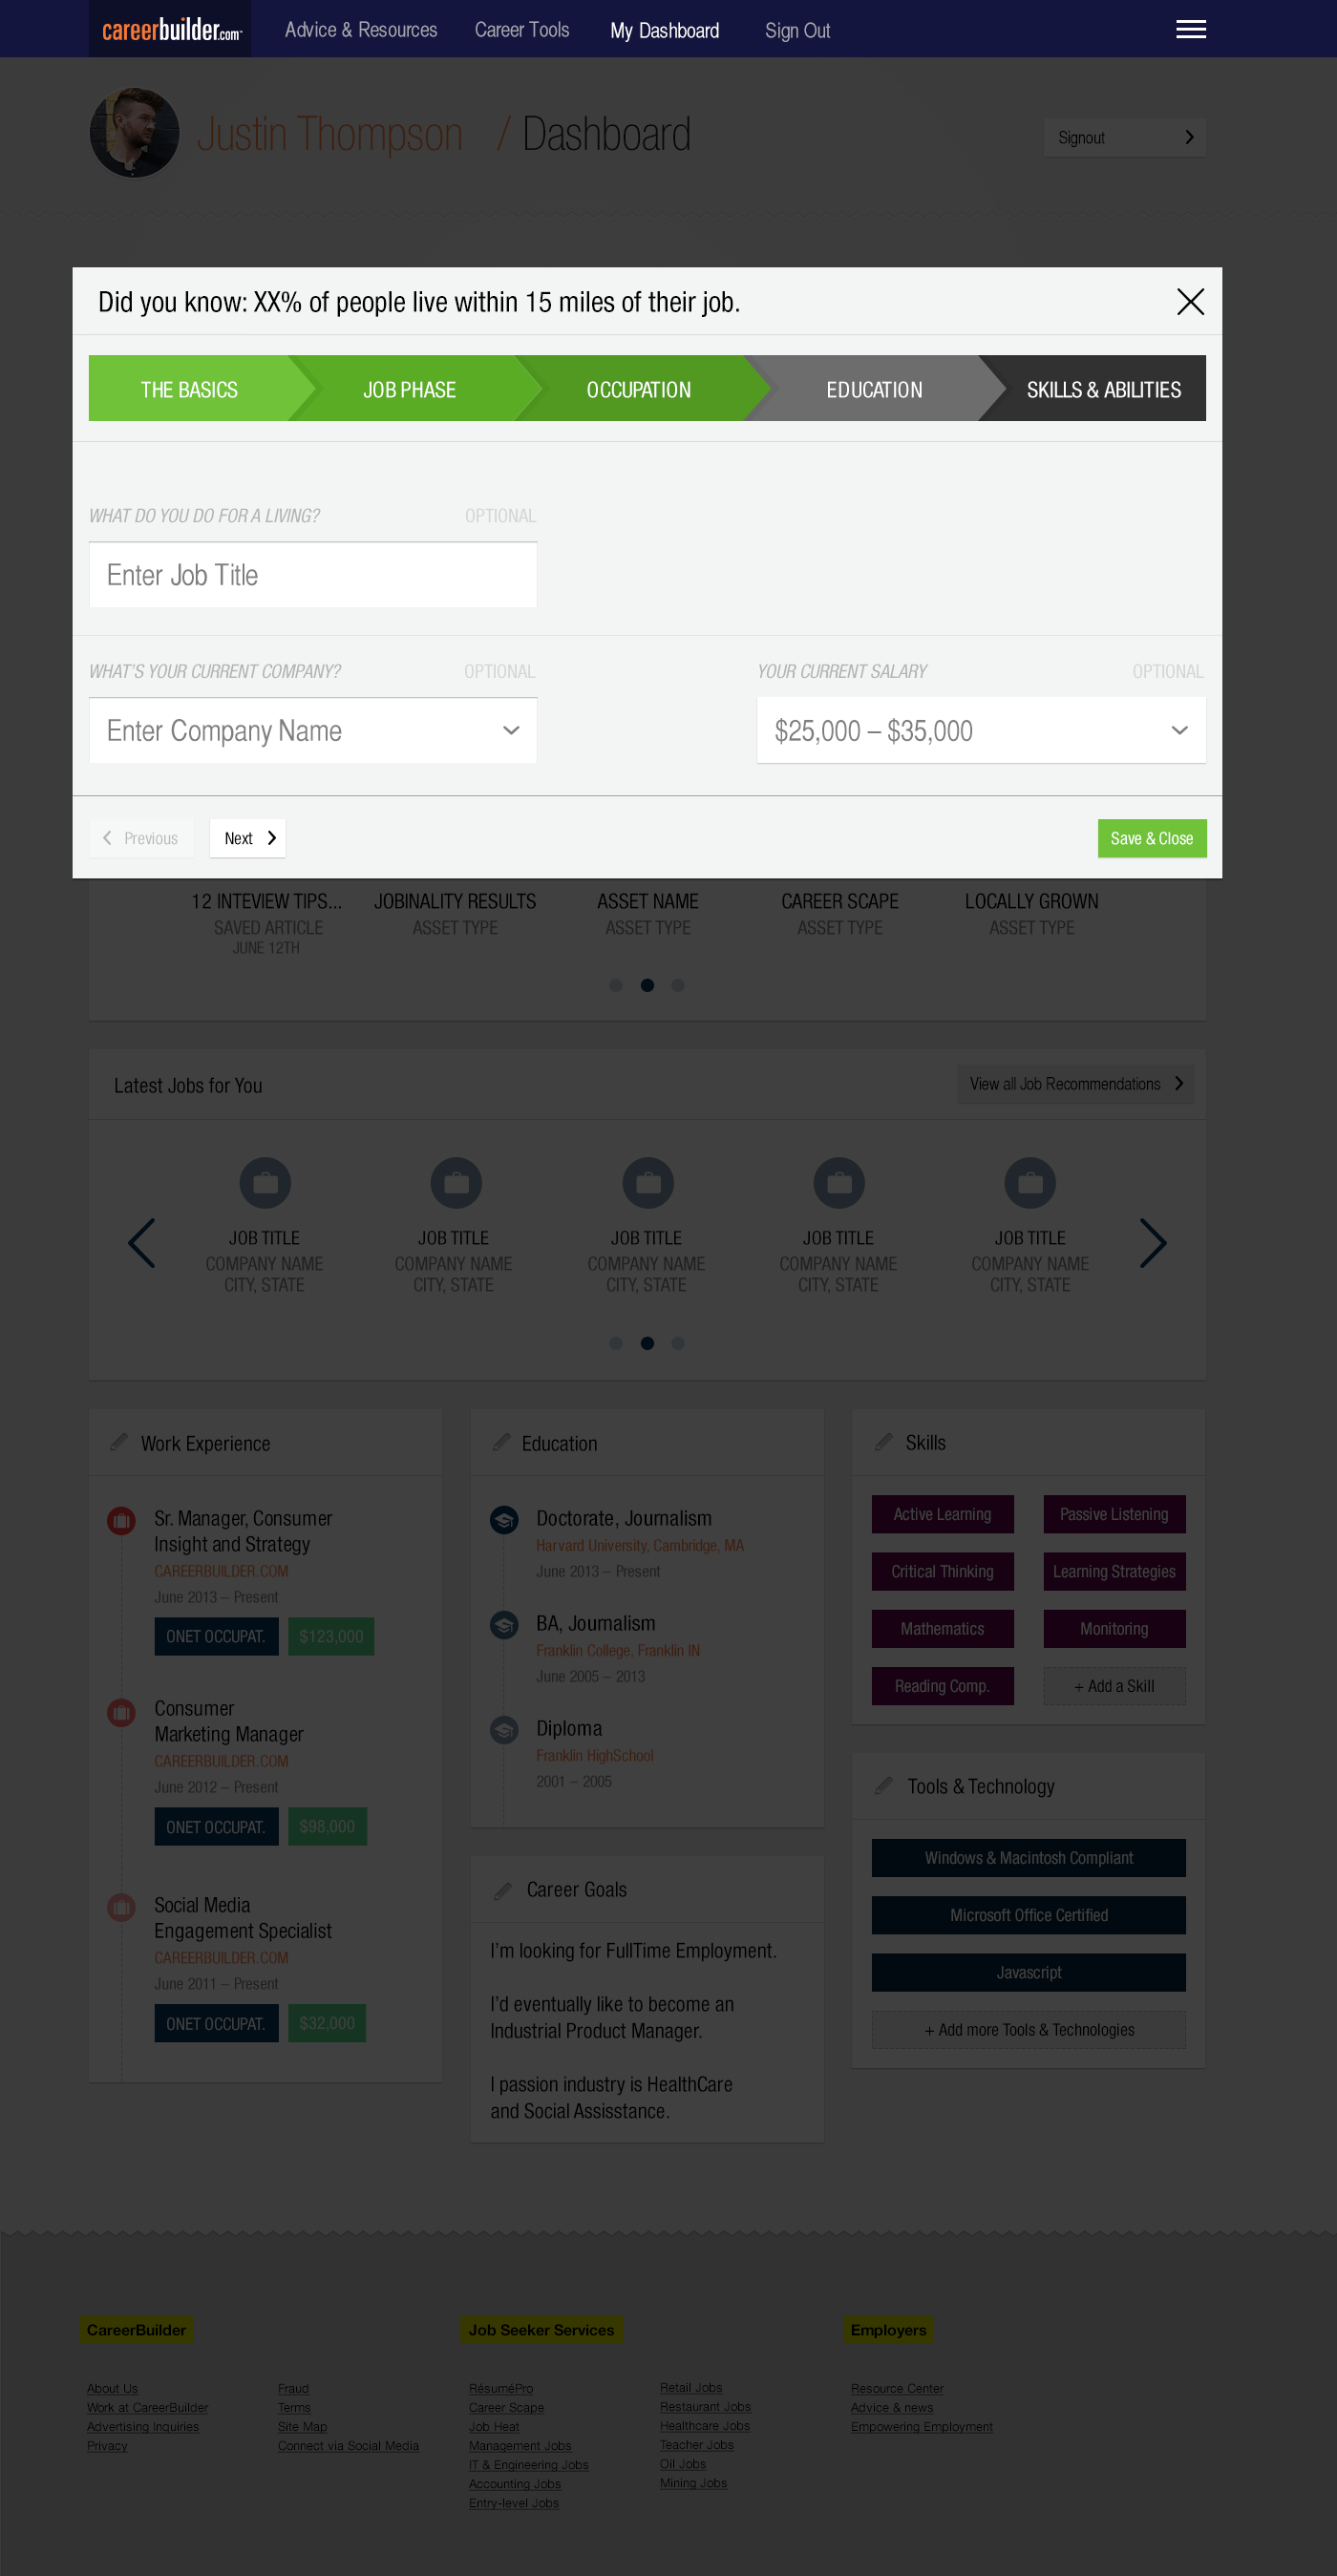 careerbuilder.com
Advice & Resources
Career Tools
My Dashboard
Sign Out
Justin Thompson / Dashboard
Signout
Did you know: XX% of people live within 15 miles of their job.
THE BASICS
JOB PHASE
OCCUPATION
EDUCATION
SKILLS & ABILITIES
WHAT DO YOU DO FOR A LIVING?
OPTIONAL
Enter Job Title
WHAT'S YOUR CURRENT COMPANY?
OPTIONAL
Enter Company Name
YOUR CURRENT SALARY
OPTIONAL
$25,000 – $35,000
Previous
Next
Save & Close
12 INTEVIEW TIPS...
SAVED ARTICLE
JUNE 12TH
JOBINALITY RESULTS
ASSET TYPE
ASSET NAME
ASSET TYPE
CAREER SCAPE
ASSET TYPE
LOCALLY GROWN
ASSET TYPE
Latest Jobs for You
View all Job Recommendations
JOB TITLE
COMPANY NAME
CITY, STATE
JOB TITLE
COMPANY NAME
CITY, STATE
JOB TITLE
COMPANY NAME
CITY, STATE
JOB TITLE
COMPANY NAME
CITY, STATE
JOB TITLE
COMPANY NAME
CITY, STATE
Work Experience
Sr. Manager, Consumer
Insight and Strategy
CAREERBUILDER.COM
June 2013 – Present
ONET OCCUPAT.
$123,000
Consumer
Marketing Manager
CAREERBUILDER.COM
June 2012 – Present
ONET OCCUPAT.
$98,000
Social Media
Engagement Specialist
CAREERBUILDER.COM
June 2011 – Present
ONET OCCUPAT.
$32,000
Education
Doctorate, Journalism
Harvard University, Cambridge, MA
June 2013 – Present
BA, Journalism
Franklin College, Franklin IN
June 2005 – 2013
Diploma
Franklin HighSchool
2001 – 2005
Career Goals
I'm looking for FullTime Employment.
I'd eventually like to become an
Industrial Product Manager.
I passion industry is HealthCare
and Social Assisstance.
Skills
Active Learning
Passive Listening
Critical Thinking
Learning Strategies
Mathematics
Monitoring
Reading Comp.
+ Add a Skill
Tools & Technology
Windows & Macintosh Compliant
Microsoft Office Certified
Javascript
+ Add more Tools & Technologies
CareerBuilder
About Us
Work at CareerBuilder
Advertising Inquiries
Privacy
Fraud
Terms
Site Map
Connect via Social Media
Job Seeker Services
RésuméPro
Career Scape
Job Heat
Management Jobs
IT & Engineering Jobs
Accounting Jobs
Entry-level Jobs
Retail Jobs
Restaurant Jobs
Healthcare Jobs
Teacher Jobs
Oil Jobs
Mining Jobs
Employers
Resource Center
Advice & news
Empowering Employment